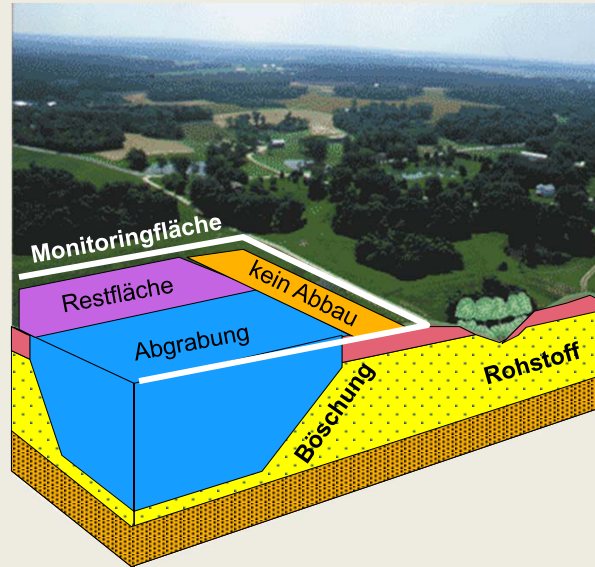 Monitoringfläche
Restfläche
kein Abbau
Abgrabung
Böschung
Rohstoff